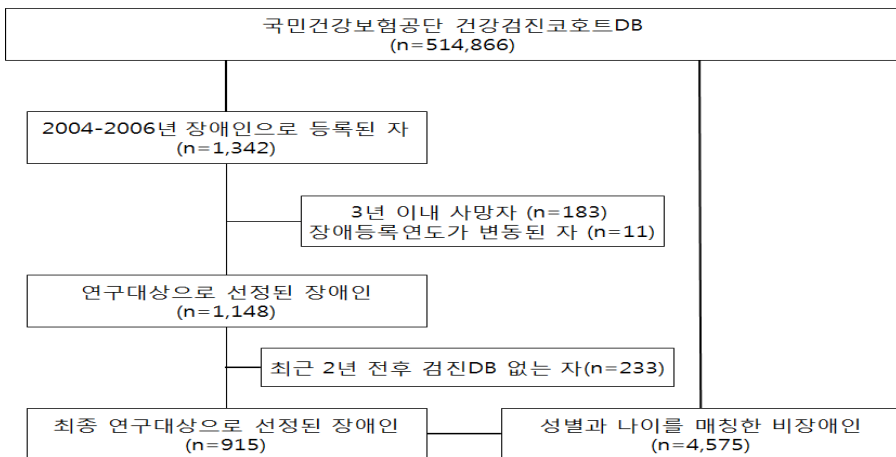 국민건강보험공단 건강검진코호트DB
(n=514,866)
2004-2006년 장애인으로 등록된 자
(n=1,342)
3년 이내 사망자 (n=183)
장애등록연도가 변동된 자 (n=11)
연구대상으로 선정된 장애인
(n=1,148)
최근 2년 전후 검진DB 없는 자(n=233)
최종 연구대상으로 선정된 장애인
(n=915)
성별과 나이를 매칭한 비장애인
(n=4,575)